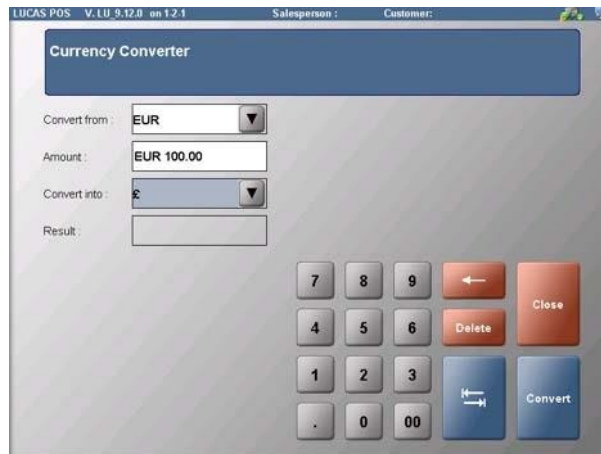 LUCAS POS V. LU_9.12.0 on 1-2-1 Salesperson : Customer:
Currency Converter
Convert from : EUR
Amount : EUR 100.00
Convert into : £
Result :
7 8 9
Close
4 5 6 Delete
1 2 3
Convert
. 0 00